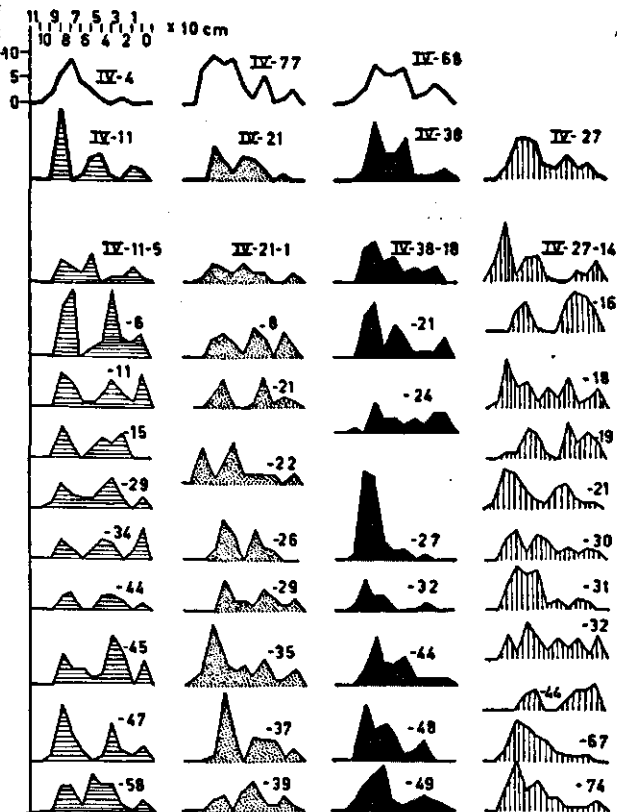 11 9 7 5 3 1
10 8 6 4 2 0 x 10 cm
10
5
0
IV-4 IV-77 IV-68
IV-11 IV-21 IV-38 IV-27
IV-11-5 IV-21-1 IV-38-18 IV-27-14
-6 -8 -21 -16
-11 -21 -24 -18
-15 -22 -19
-29 -21
-34 -26 -27 -30
-44 -29 -32 -31
-45 -35 -44 -32
-44
-47 -37 -48 -67
-58 -39 -49 -74